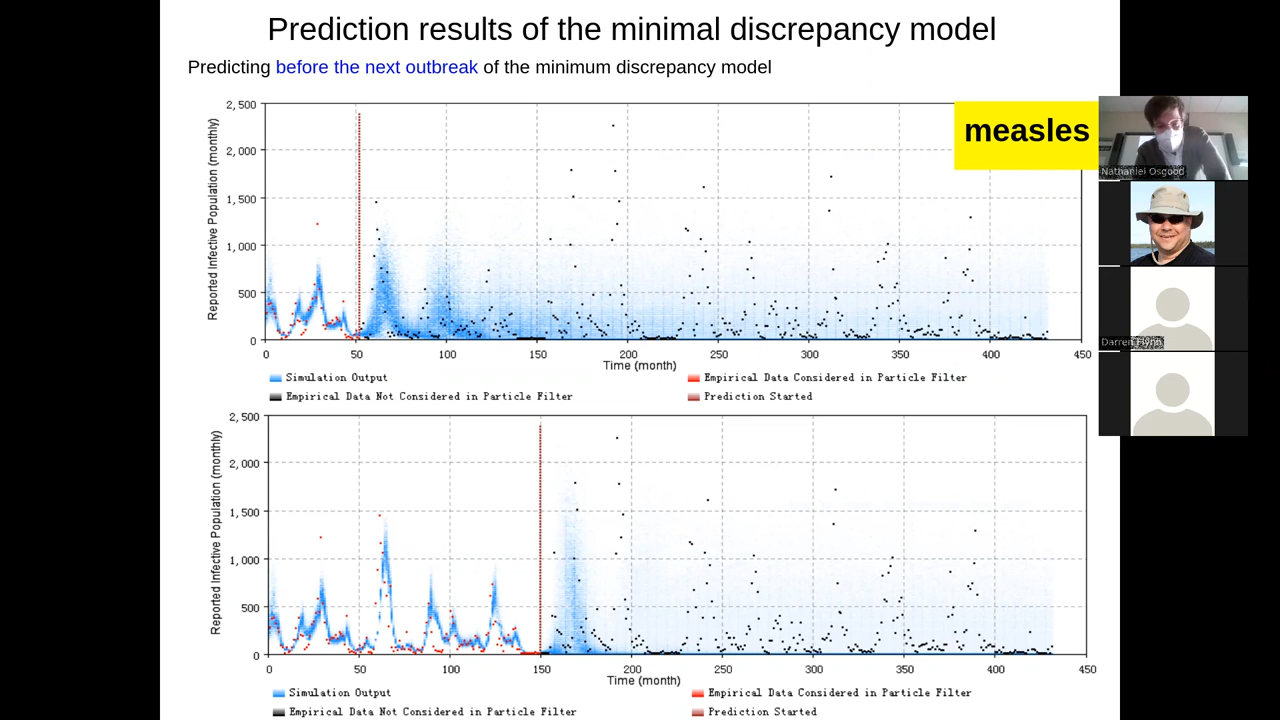 Prediction results of the minimal discrepancy model
Predicting before the next outbreak of the minimum discrepancy model
measles
Reported Infective Population (monthly)
2,500
2,000
1,500
1,000
500
0
0 50 100 150 200 250 300 350 400 450
Time (month)
Simulation Output
Empirical Data Considered in Particle Filter
Empirical Data Not Considered in Particle Filter
Prediction Started
Reported Infective Population (monthly)
2,500
2,000
1,500
1,000
500
0
0 50 100 150 200 250 300 350 400 450
Time (month)
Simulation Output
Empirical Data Considered in Particle Filter
Empirical Data Not Considered in Particle Filter
Prediction Started
Nathaniel Osgood
Darren Flynn